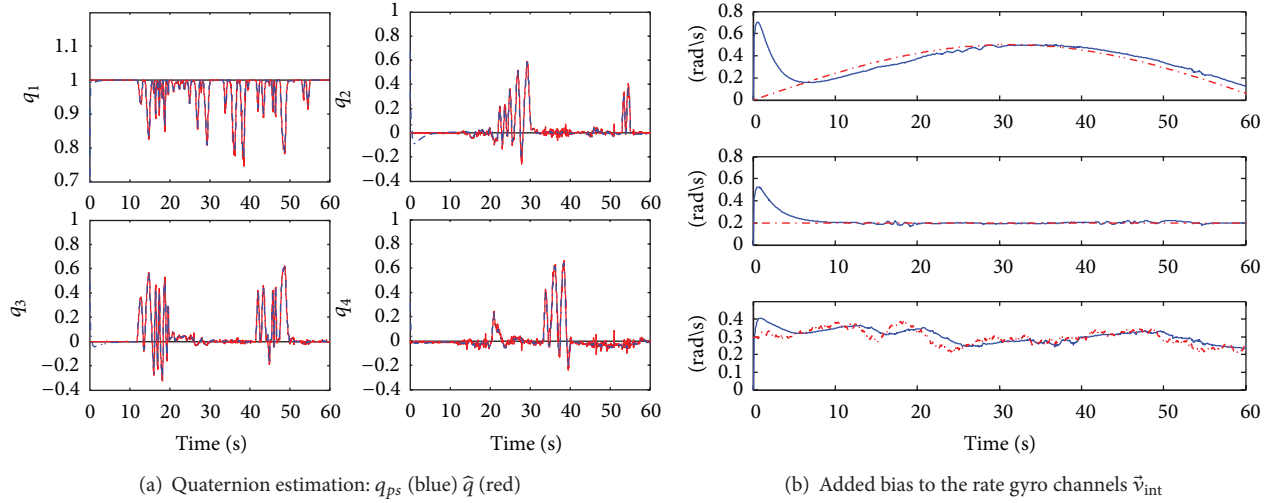 1.1
1
0.9
0.8
0.7
q1
0 10 20 30 40 50 60
1
0.8
0.6
0.4
0.2
0
−0.2
−0.4
q2
0 10 20 30 40 50 60
1
0.8
0.6
0.4
0.2
0
−0.2
−0.4
q3
0 10 20 30 40 50 60
Time (s)
1
0.8
0.6
0.4
0.2
0
−0.2
−0.4
q4
0 10 20 30 40 50 60
Time (s)
(a) Quaternion estimation: qps (blue) q̂ (red)
0.8
0.6
0.4
0.2
0
(rad\s)
0 10 20 30 40 50 60
0.8
0.6
0.4
0.2
0
(rad\s)
0 10 20 30 40 50 60
0.4
0.3
0.2
0.1
0
(rad\s)
0 10 20 30 40 50 60
Time (s)
(b) Added bias to the rate gyro channels ν⃗int